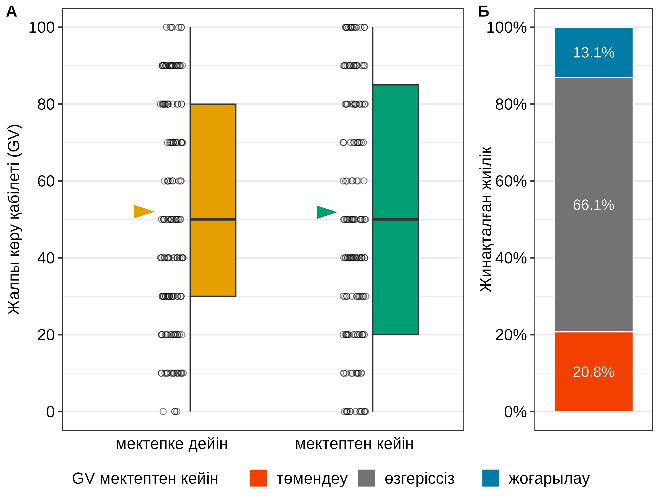 А
Б
Жалпы көру қабілеті (GV)
100
80
60
40
20
0
мектепке дейін
мектептен кейін
Жинақталған жиілік
100%
80%
60%
40%
20%
0%
13.1%
66.1%
20.8%
GV мектептен кейін
төмендеу
өзгеріссіз
жоғарылау